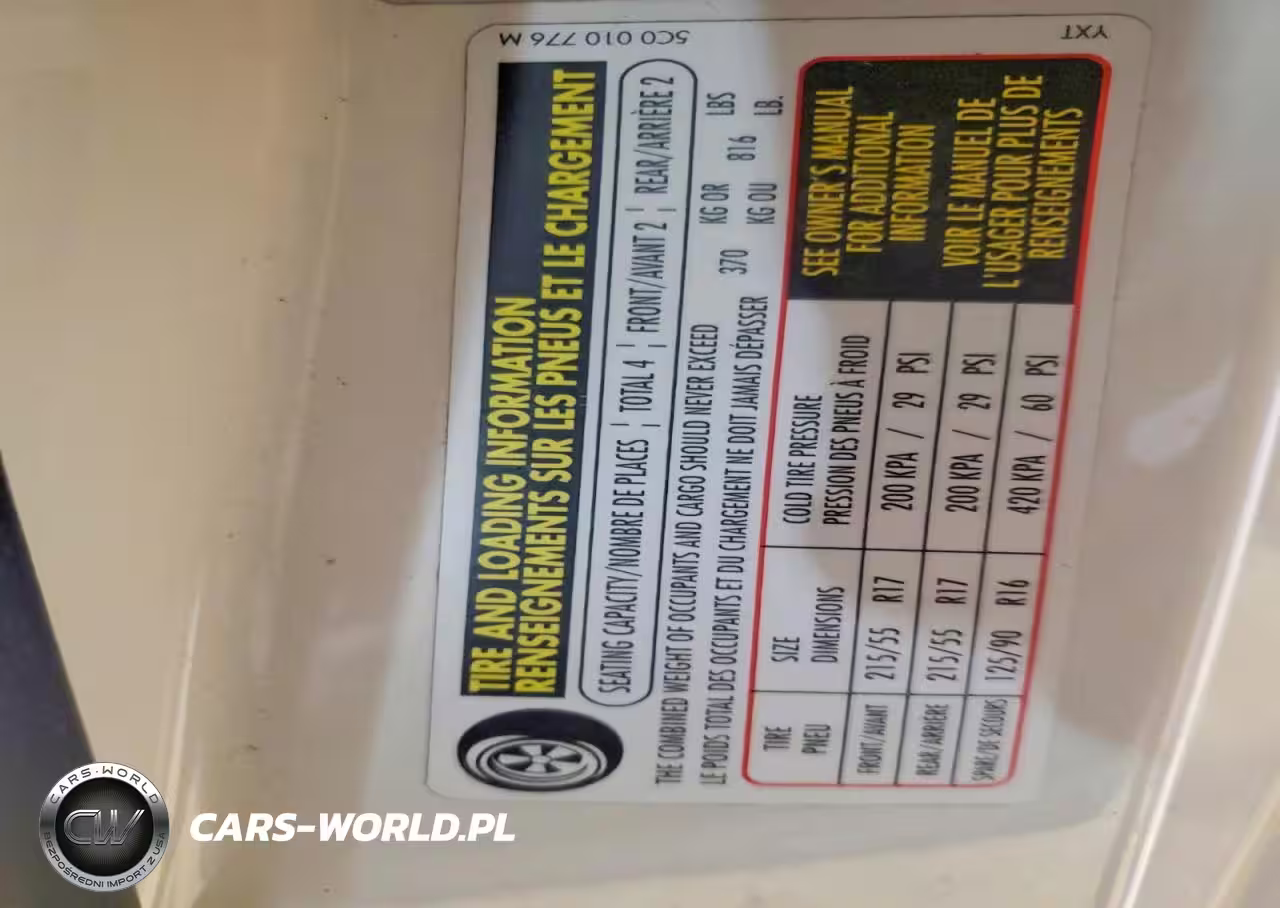 5C0 010 776 M
YXT
TIRE AND LOADING INFORMATION
RENSEIGNEMENTS SUR LES PNEUS ET LE CHARGEMENT
SEATING CAPACITY/NOMBRE DE PLACES ¦ TOTAL 4 ¦ FRONT/AVANT 2 ¦ REAR/ARRIÈRE 2
THE COMBINED WEIGHT OF OCCUPANTS AND CARGO SHOULD NEVER EXCEED 370 KG OR 816 LBS
LE POIDS TOTAL DES OCCUPANTS ET DU CHARGEMENT NE DOIT JAMAIS DÉPASSER KG OU LB.
TIRE SIZE COLD TIRE PRESSURE
PNEU DIMENSIONS PRESSION DES PNEUS À FROID
FRONT/AVANT 215/55 R17 200 KPA / 29 PSI
REAR/ARRIÈRE 215/55 R17 200 KPA / 29 PSI
SPARE/DE SECOURS 125/90 R16 420 KPA / 60 PSI
SEE OWNER'S MANUAL
FOR ADDITIONAL
INFORMATION
VOIR LE MANUEL DE
L'USAGER POUR PLUS DE
RENSEIGNEMENTS
CARS-WORLD
CW
BEZPOŚREDNI IMPORT Z USA
CARS-WORLD.PL